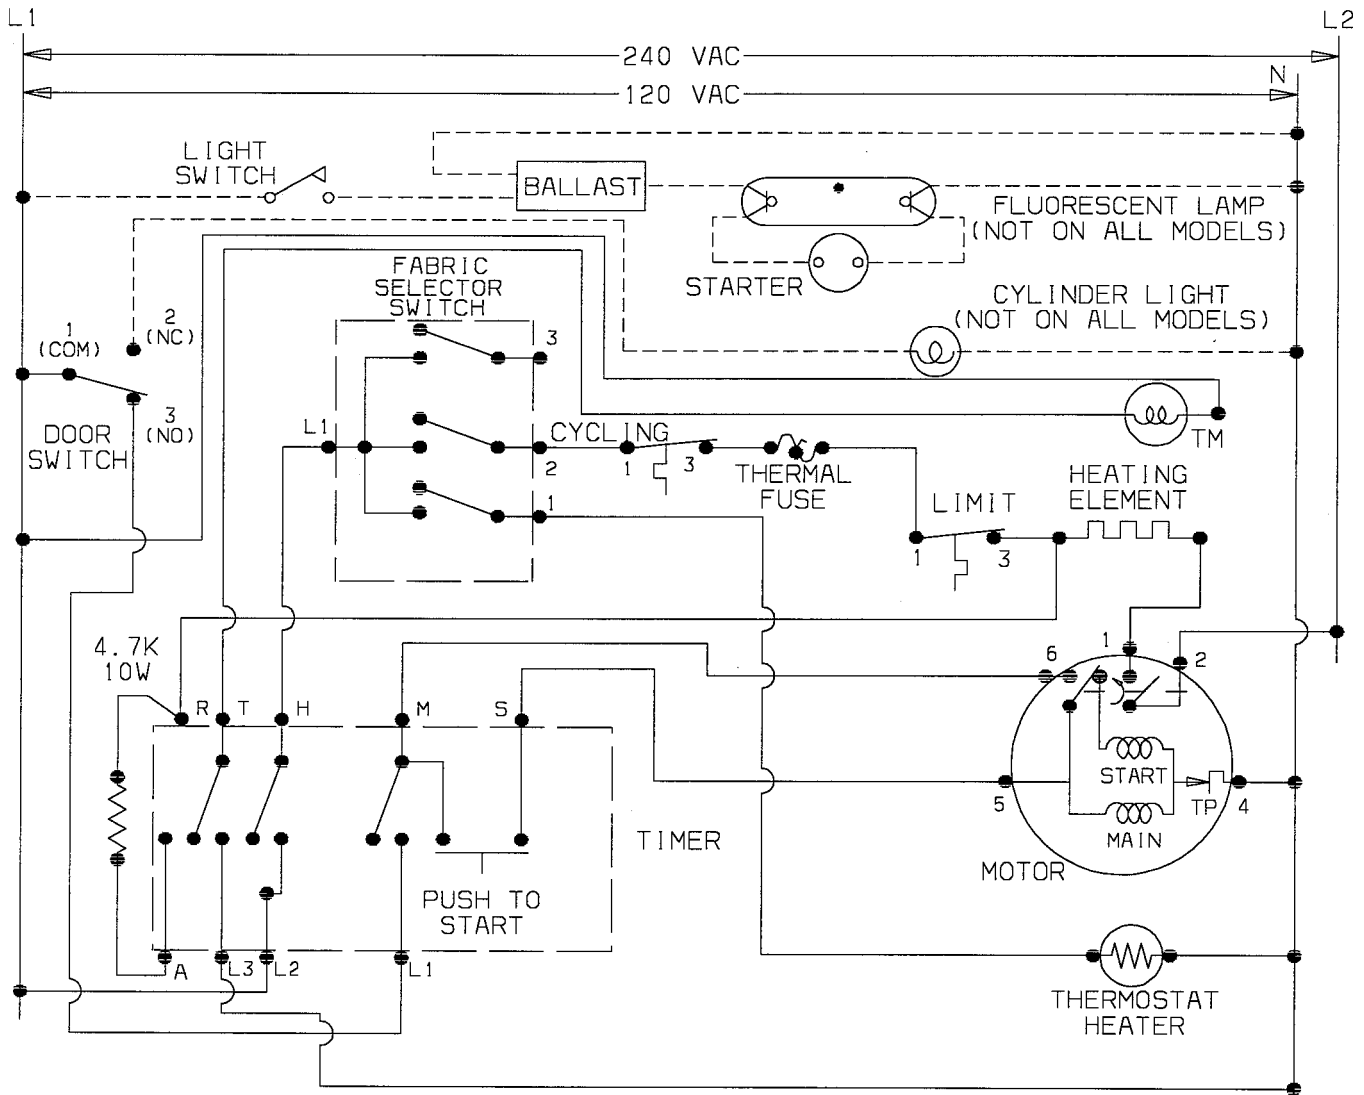 L1
L2
240 VAC
N
120 VAC
LIGHT
SWITCH
BALLAST
FLUORESCENT LAMP
(NOT ON ALL MODELS)
STARTER
FABRIC
SELECTOR
SWITCH
CYLINDER LIGHT
(NOT ON ALL MODELS)
1
(COM)
2
(NC)
3
(NO)
DOOR
SWITCH
3
L1
2
1
CYCLING
1
3
THERMAL
FUSE
TM
HEATING
ELEMENT
LIMIT
1
3
4.7K
10W
6
1
2
R
T
H
M
S
START
5
TP
4
MAIN
MOTOR
TIMER
PUSH TO
START
A
L3
L2
L1
THERMOSTAT
HEATER